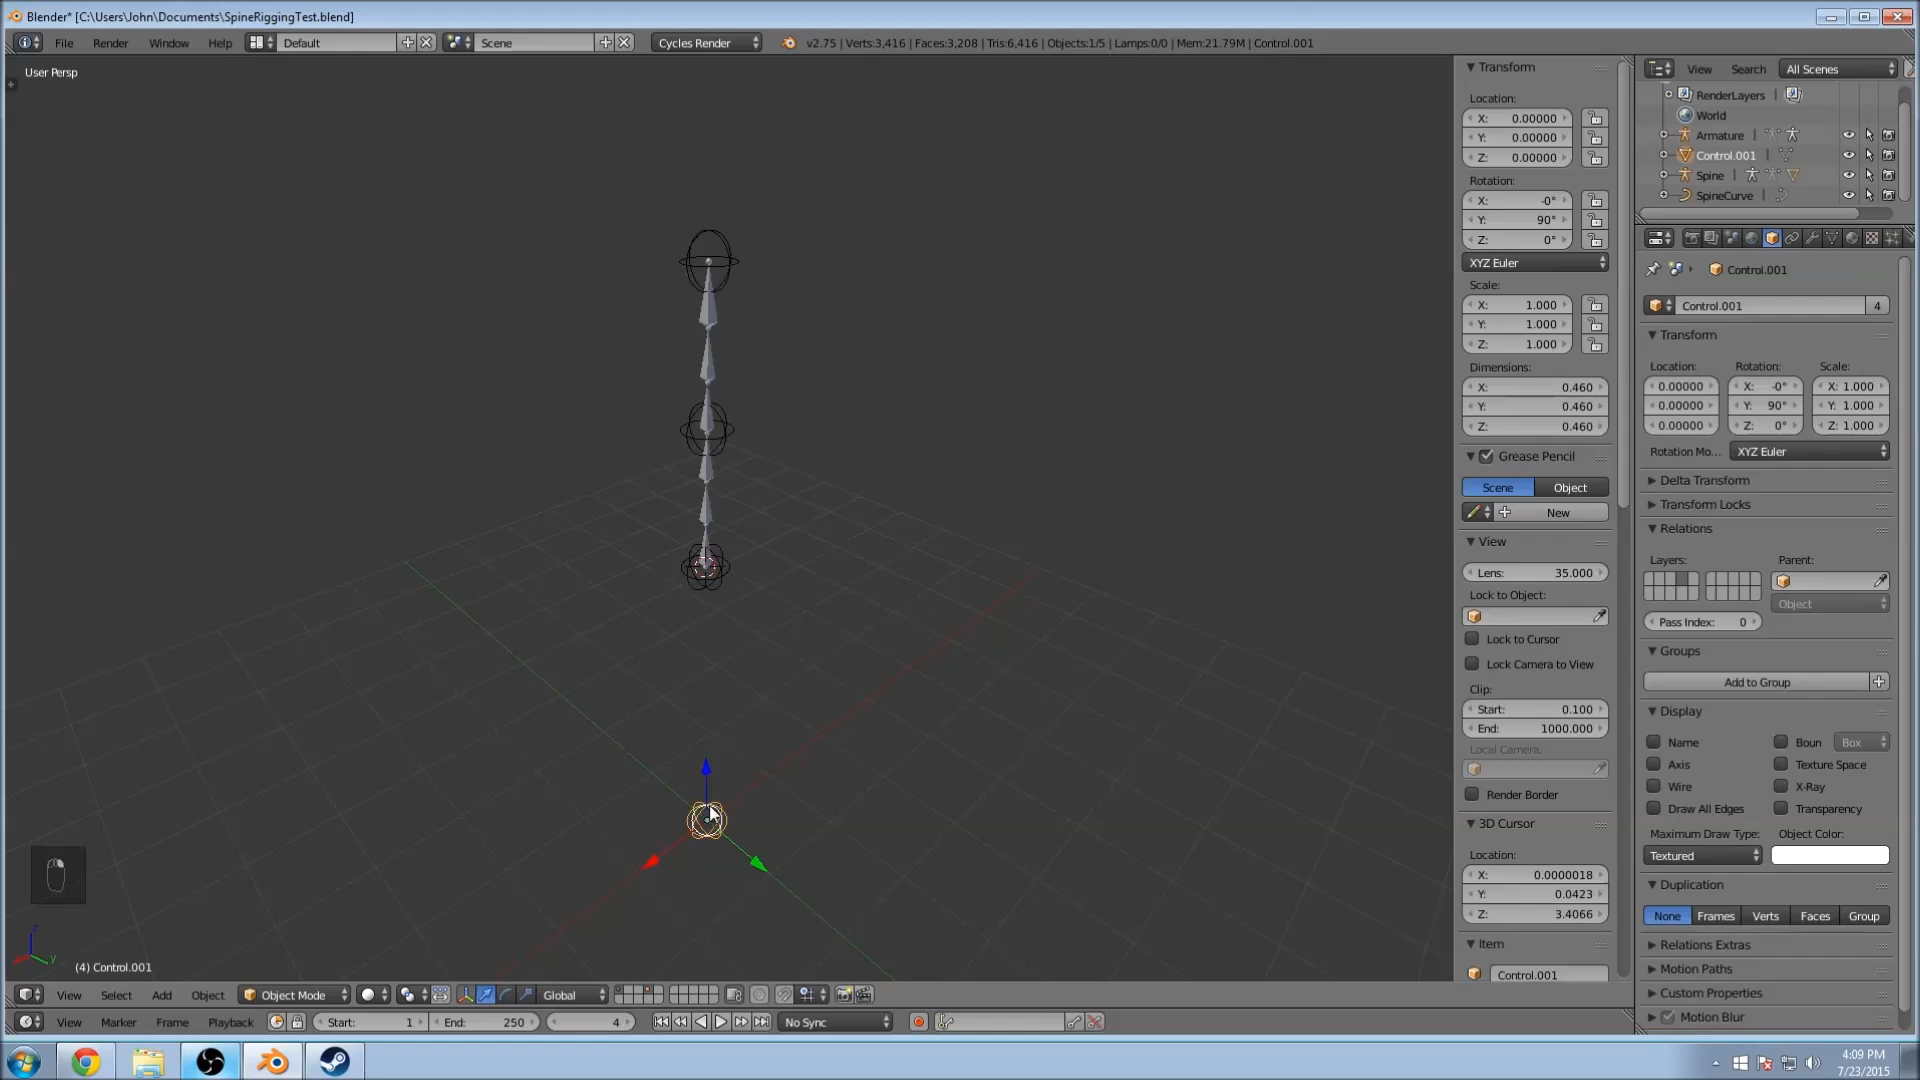 Blender* [C:\Users\John\Documents\SpineRiggingTest.blend]
File Render Window Help Default Scene Cycles Render v2.75 | Verts:3,416 | Faces:3,208 | Tris:6,416 | Objects:1/5 | Lamps:0/0 | Mem:21.79M | Control.001
User Persp
(4) Control.001
Transform
Location:
X: 0.00000
Y: 0.00000
Z: 0.00000
Rotation:
X: -0°
Y: 90°
Z: 0°
XYZ Euler
Scale:
X: 1.000
Y: 1.000
Z: 1.000
Dimensions:
X: 0.460
Y: 0.460
Z: 0.460
Grease Pencil
Scene Object
New
View
Lens: 35.000
Lock to Object:
Lock to Cursor
Lock Camera to View
Clip:
Start: 0.100
End: 1000.000
Local Camera:
Render Border
3D Cursor
Location:
X: 0.0000018
Y: 0.0423
Z: 3.4066
Item
Control.001
View Search All Scenes
RenderLayers
World
Armature
Control.001
Spine
SpineCurve
Control.001
Control.001 4
Transform
Location: Rotation: Scale:
0.00000 X: -0° X: 1.000
0.00000 Y: 90° Y: 1.000
0.00000 Z: 0° Z: 1.000
Rotation Mo... XYZ Euler
Delta Transform
Transform Locks
Relations
Layers: Parent:
Object
Pass Index: 0
Groups
Add to Group
Display
Name Boun Box
Axis Texture Space
Wire X-Ray
Draw All Edges Transparency
Maximum Draw Type: Object Color:
Textured
Duplication
None Frames Verts Faces Group
Relations Extras
Motion Paths
Custom Properties
Motion Blur
z
y
View Select Add Object Object Mode Global
View Marker Frame Playback Start: 1 End: 250 4 No Sync
4:09 PM
7/23/2015